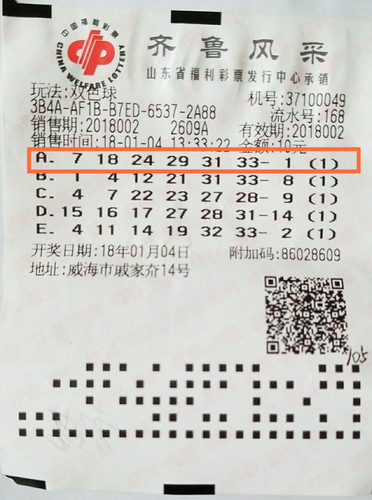 中国福利彩票
CHINA WELFARE LOTTERY
齐鲁风采
山东省福利彩票发行中心承销
玩法:双色球 机号:37100049
3B4A-AF1B-B7ED-6537-2A88 流水号:168
销售期:2018002 2609A 有效期:2018002
销售时间:18-01-04 13:33:22 金额:10元
A. 7 18 24 29 31 33- 1 (1)
B. 1 4 12 21 31 33- 8 (1)
C. 4 7 22 23 27 28- 9 (1)
D. 15 16 17 27 28 31-14 (1)
E. 4 11 14 19 32 33- 2 (1)
开奖日期:18年01月04日 附加码:86028609
地址:威海市戚家夼14号
105